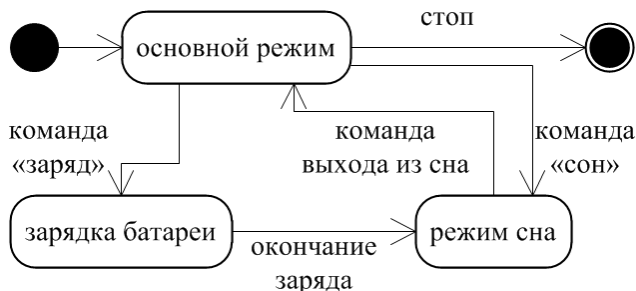 стоп
основной режим
команда
«заряд»
команда
выхода из сна
команда
«сон»
зарядка батареи
режим сна
окончание
заряда